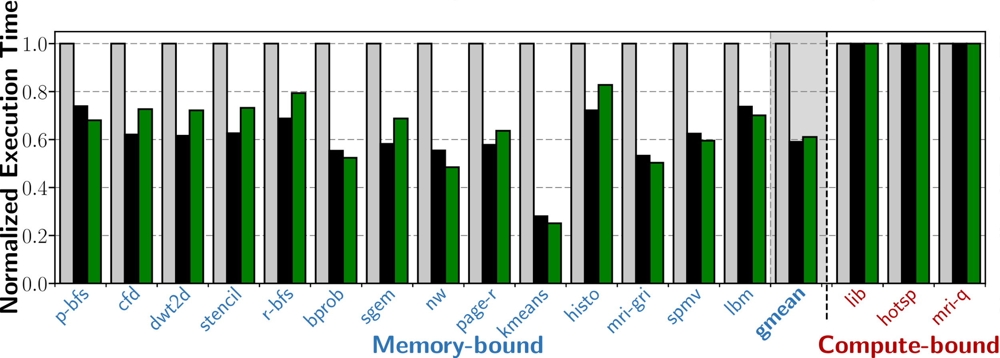 Normalized Execution Time
1.0
0.8
0.6
0.4
0.2
0.0
p-bfs
cfd
dwt2d
stencil
r-bfs
bprob
sgem
nw
page-r
kmeans
histo
mri-gri
spmv
lbm
gmean
lib
hotsp
mri-q
Memory-bound
Compute-bound